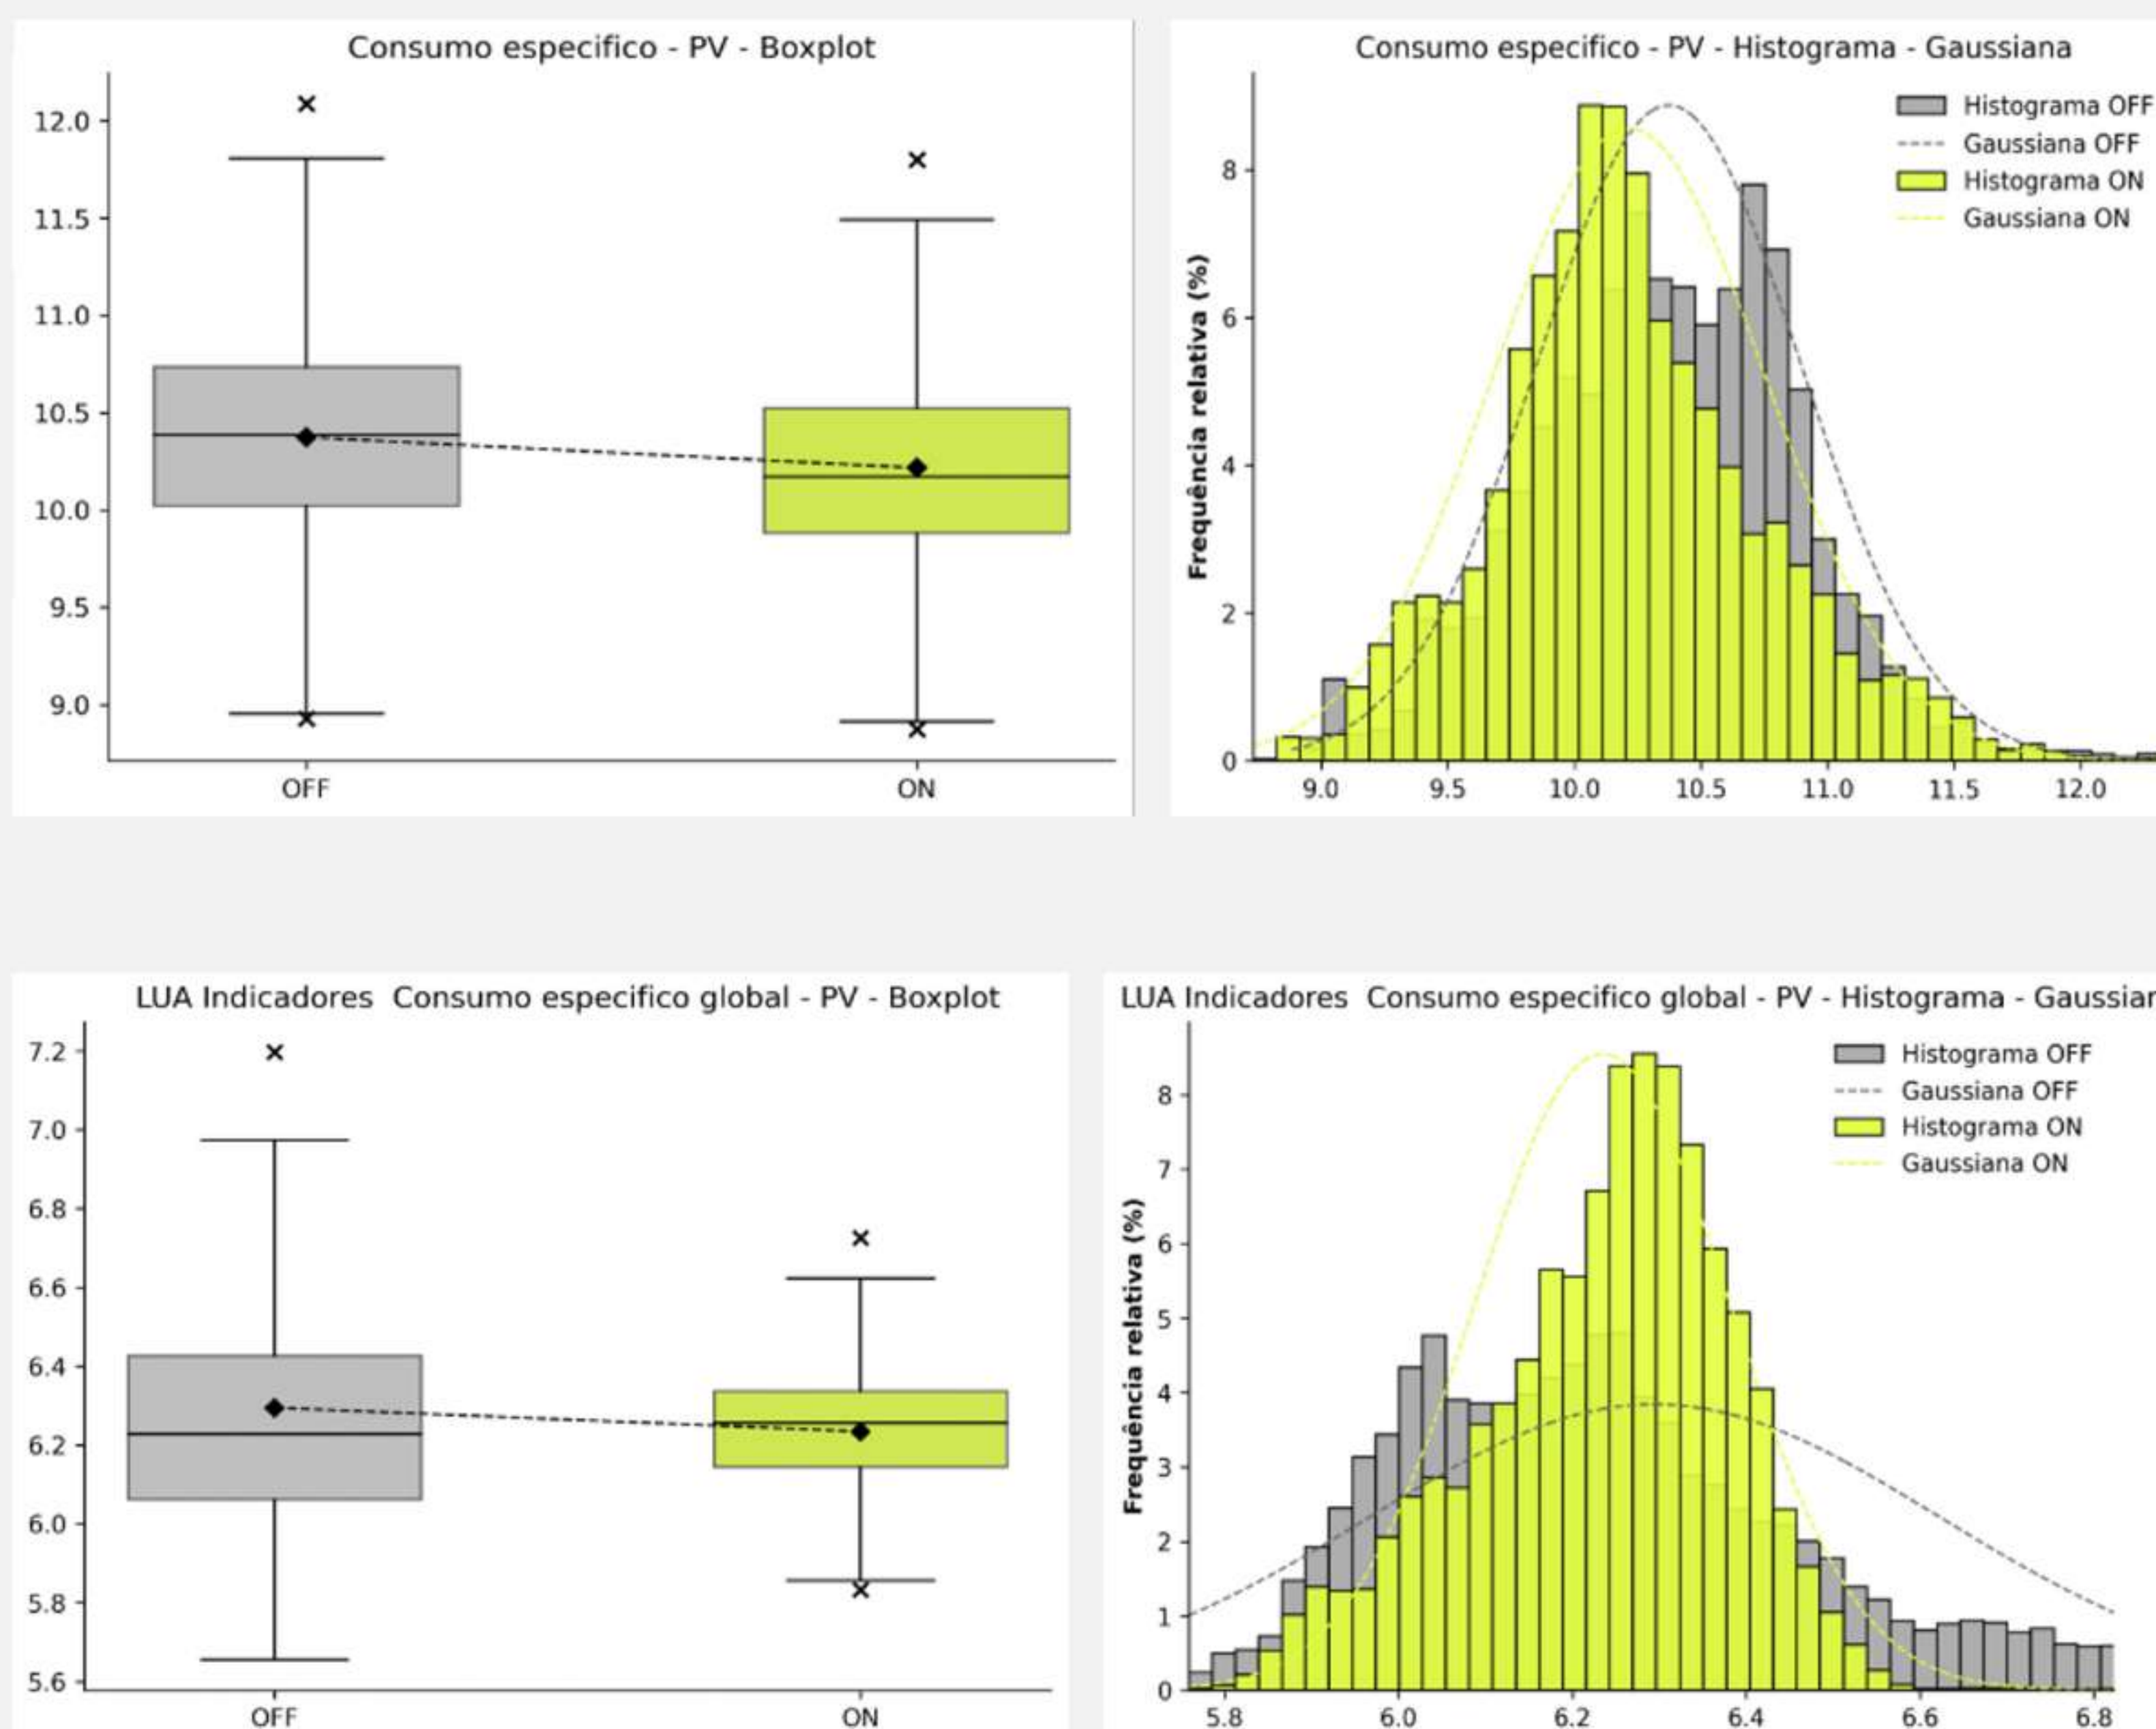 Consumo especifico - PV - Boxplot
12.0
11.5
11.0
10.5
10.0
9.5
9.0
OFF ON
Consumo especifico - PV - Histograma - Gaussiana
Histograma OFF
Gaussiana OFF
Histograma ON
Gaussiana ON
Frequência relativa (%)
8
6
4
2
0
9.0 9.5 10.0 10.5 11.0 11.5 12.0
LUA Indicadores Consumo especifico global - PV - Boxplot
7.2
7.0
6.8
6.6
6.4
6.2
6.0
5.8
5.6
OFF ON
LUA Indicadores Consumo especifico global - PV - Histograma - Gaussiar
Histograma OFF
Gaussiana OFF
Histograma ON
Gaussiana ON
Frequência relativa (%)
8
7
6
5
4
3
2
1
0
5.8 6.0 6.2 6.4 6.6 6.8